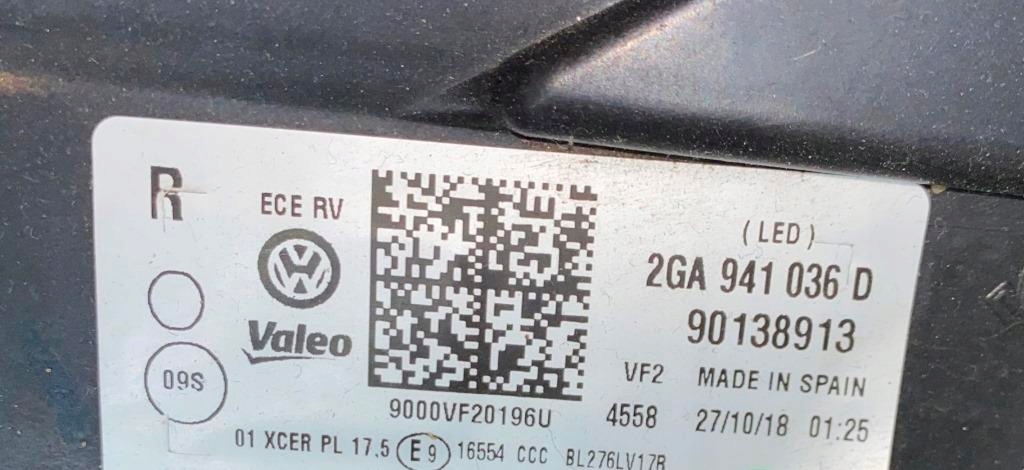 R
ECE RV
Valeo
09S
9000VF20196U
(LED)
2GA 941 036 D
90138913
VF2 MADE IN SPAIN
4558 27/10/18 01:25
01 XCER PL 17.5 E9 16554 CCC BL276LV17R